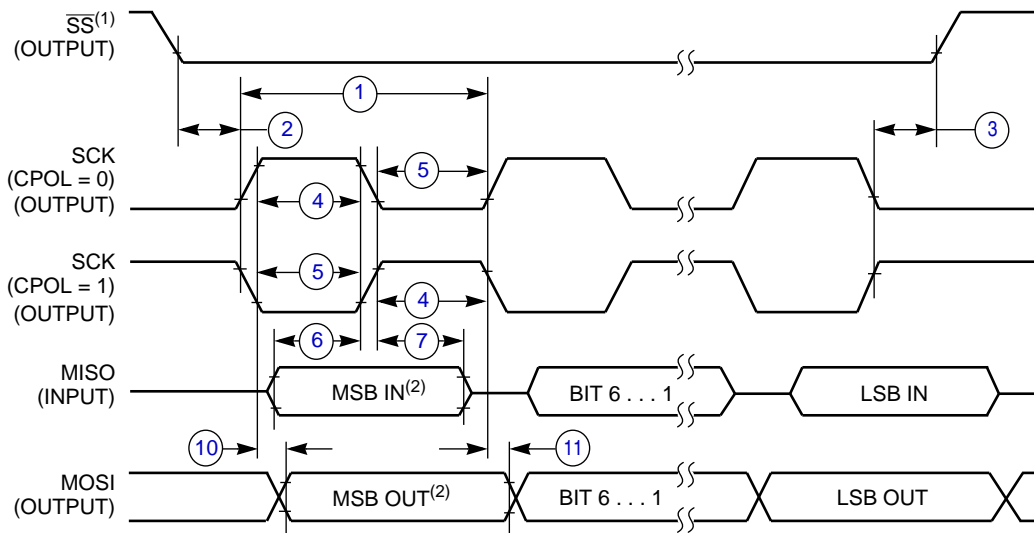 SS(1)
(OUTPUT)
1
2
3
SCK
(CPOL = 0)
(OUTPUT)
5
4
SCK
(CPOL = 1)
(OUTPUT)
5
4
6
7
MISO
(INPUT)
MSB IN(2)
BIT 6 . . . 1
LSB IN
10
11
MOSI
(OUTPUT)
MSB OUT(2)
BIT 6 . . . 1
LSB OUT